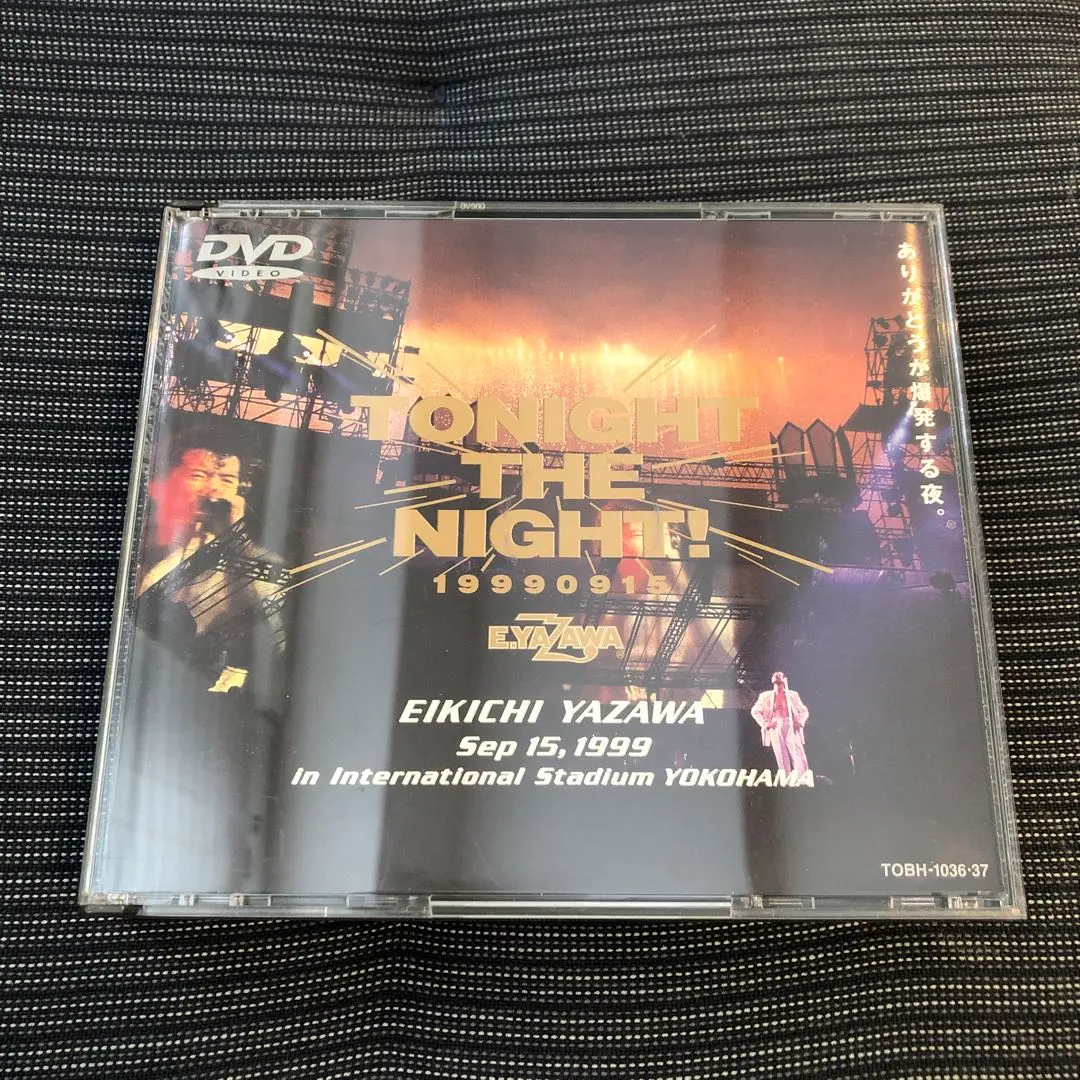 DVD
VIDEO
ありがとうが爆発する夜。
TONIGHT
THE
NIGHT!
19990915
E.YAZAWA
EIKICHI YAZAWA
Sep 15, 1999
in International Stadium YOKOHAMA
TOBH-1036·37